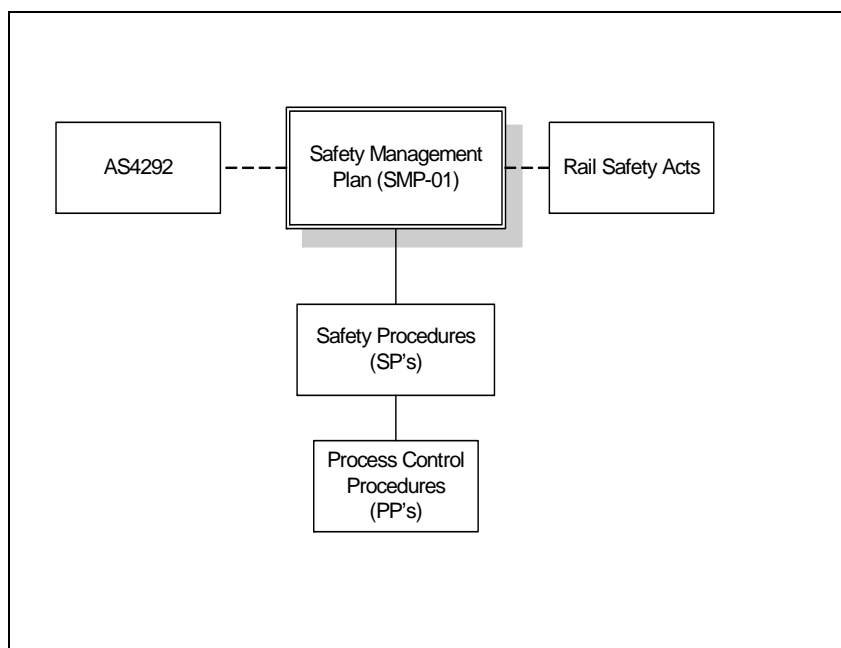 AS4292
Safety Management
Plan (SMP-01)
Rail Safety Acts
Safety Procedures
(SP's)
Process Control
Procedures
(PP's)